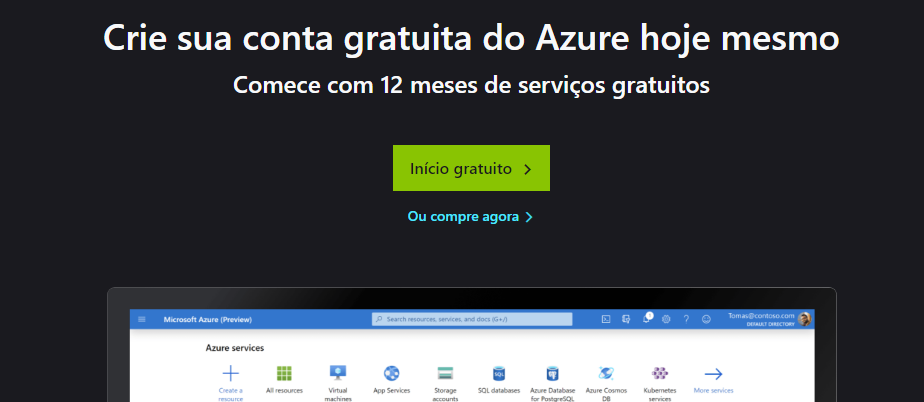 Crie sua conta gratuita do Azure hoje mesmo
Comece com 12 meses de serviços gratuitos
Início gratuito
Ou compre agora
Microsoft Azure (Preview)
Search resources, services, and docs (G+/)
1
?
Tomas@contoso.com
DEFAULT DIRECTORY
Azure services
Create a resource
All resources
Virtual machines
App Services
Storage accounts
SQL
SQL databases
Azure Database for PostgreSQL
Azure Cosmos DB
Kubernetes services
More services